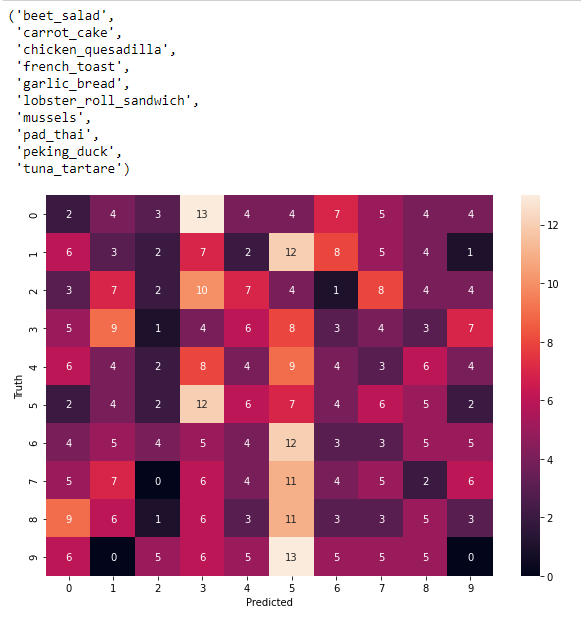 ('beet_salad',
'carrot_cake',
'chicken_quesadilla',
'french_toast',
'garlic_bread',
'lobster_roll_sandwich',
'mussels',
'pad_thai',
'peking_duck',
'tuna_tartare')
0 2 4 3 13 4 4 7 5 4 4
1 6 3 2 7 2 12 8 5 4 1
2 3 7 2 10 7 4 1 8 4 4
3 5 9 1 4 6 8 3 4 3 7
4 6 4 2 8 4 9 4 3 6 4
5 2 4 2 12 6 7 4 6 5 2
6 4 5 4 5 4 12 3 3 5 5
7 5 7 0 6 4 11 4 5 2 6
8 9 6 1 6 3 11 3 3 5 3
9 6 0 5 6 5 13 5 5 5 0
0 1 2 3 4 5 6 7 8 9
Predicted
Truth
12
10
8
6
4
2
0